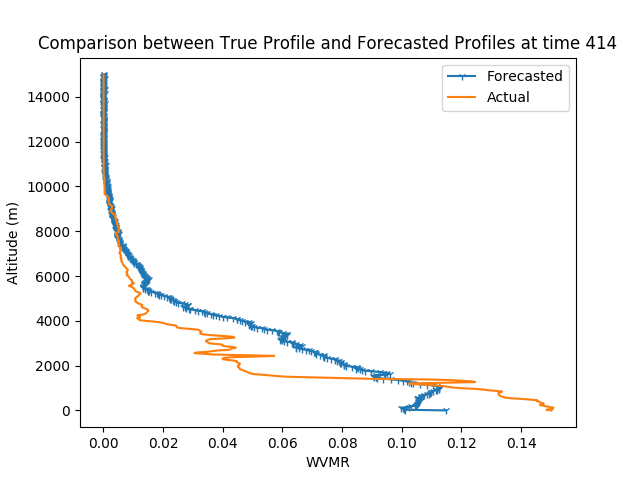 Comparison between True Profile and Forecasted Profiles at time 414
Forecasted
Actual
14000
12000
10000
8000
6000
4000
2000
0
Altitude (m)
0.00 0.02 0.04 0.06 0.08 0.10 0.12 0.14
WVMR